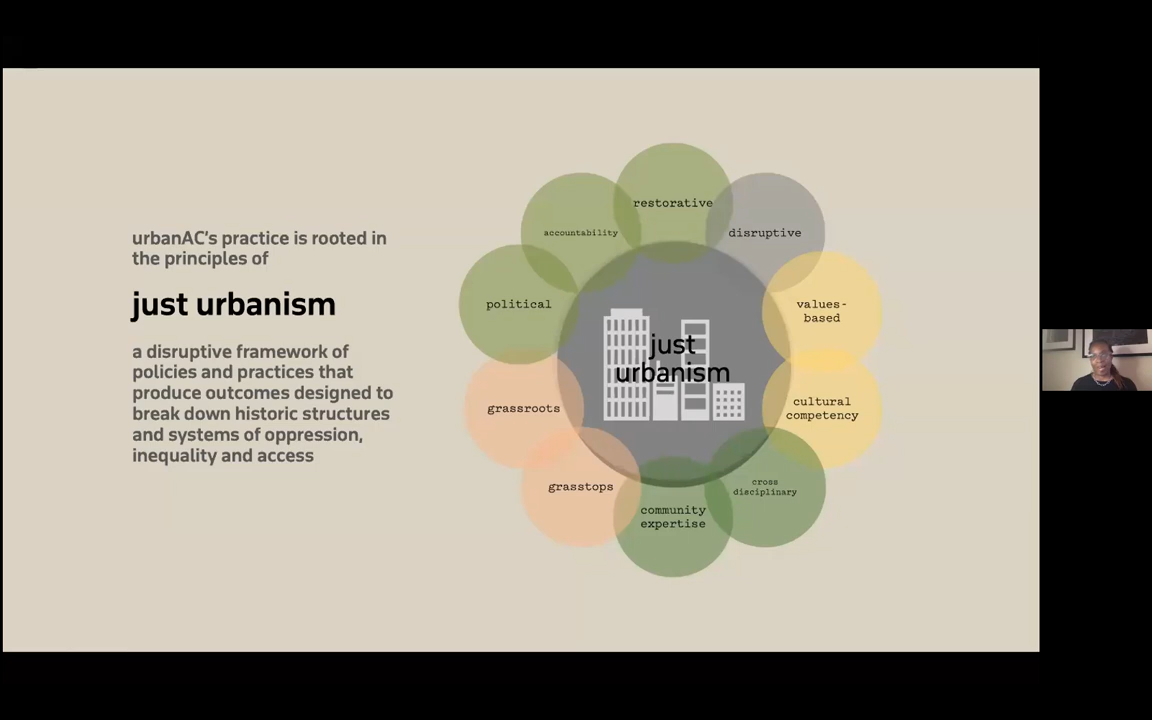 urbanAC's practice is rooted in
the principles of
just urbanism
a disruptive framework of
policies and practices that
produce outcomes designed to
break down historic structures
and systems of oppression,
inequality and access
restorative
accountability
disruptive
political
values-
based
just
urbanism
grassroots
cultural
competency
grasstops
cross
disciplinary
community
expertise